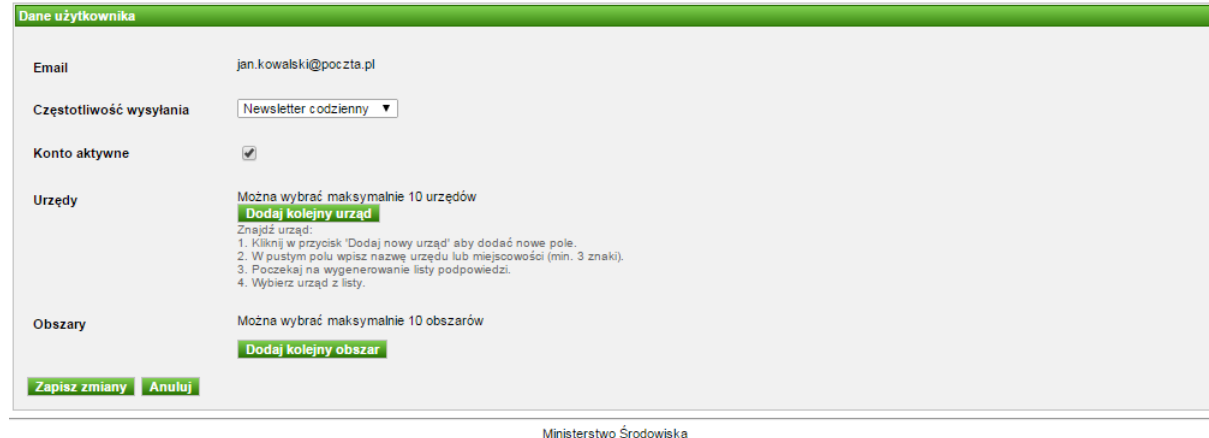 Dane użytkownika
Email jan.kowalski@poczta.pl
Częstotliwość wysyłania Newsletter codzienny
Konto aktywne
Urzędy Można wybrać maksymalnie 10 urzędów
Dodaj kolejny urząd
Znajdź urząd:
1. Kliknij w przycisk 'Dodaj nowy urząd' aby dodać nowe pole.
2. W pustym polu wpisz nazwę urzędu lub miejscowości (min. 3 znaki).
3. Poczekaj na wygenerowanie listy podpowiedzi.
4. Wybierz urząd z listy.
Obszary Można wybrać maksymalnie 10 obszarów
Dodaj kolejny obszar
Zapisz zmiany Anuluj
Ministerstwo Środowiska